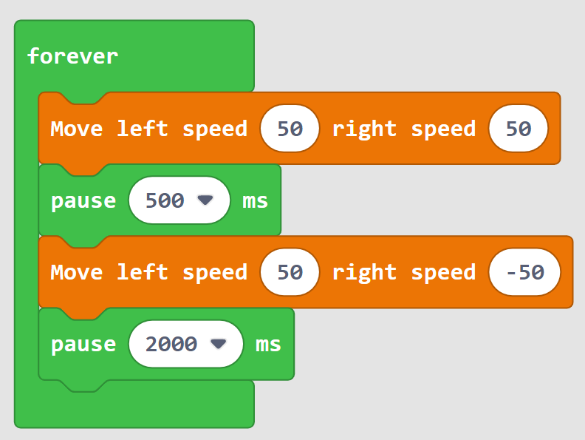 forever
Move left speed 50 right speed 50
pause 500 ms
Move left speed 50 right speed -50
pause 2000 ms